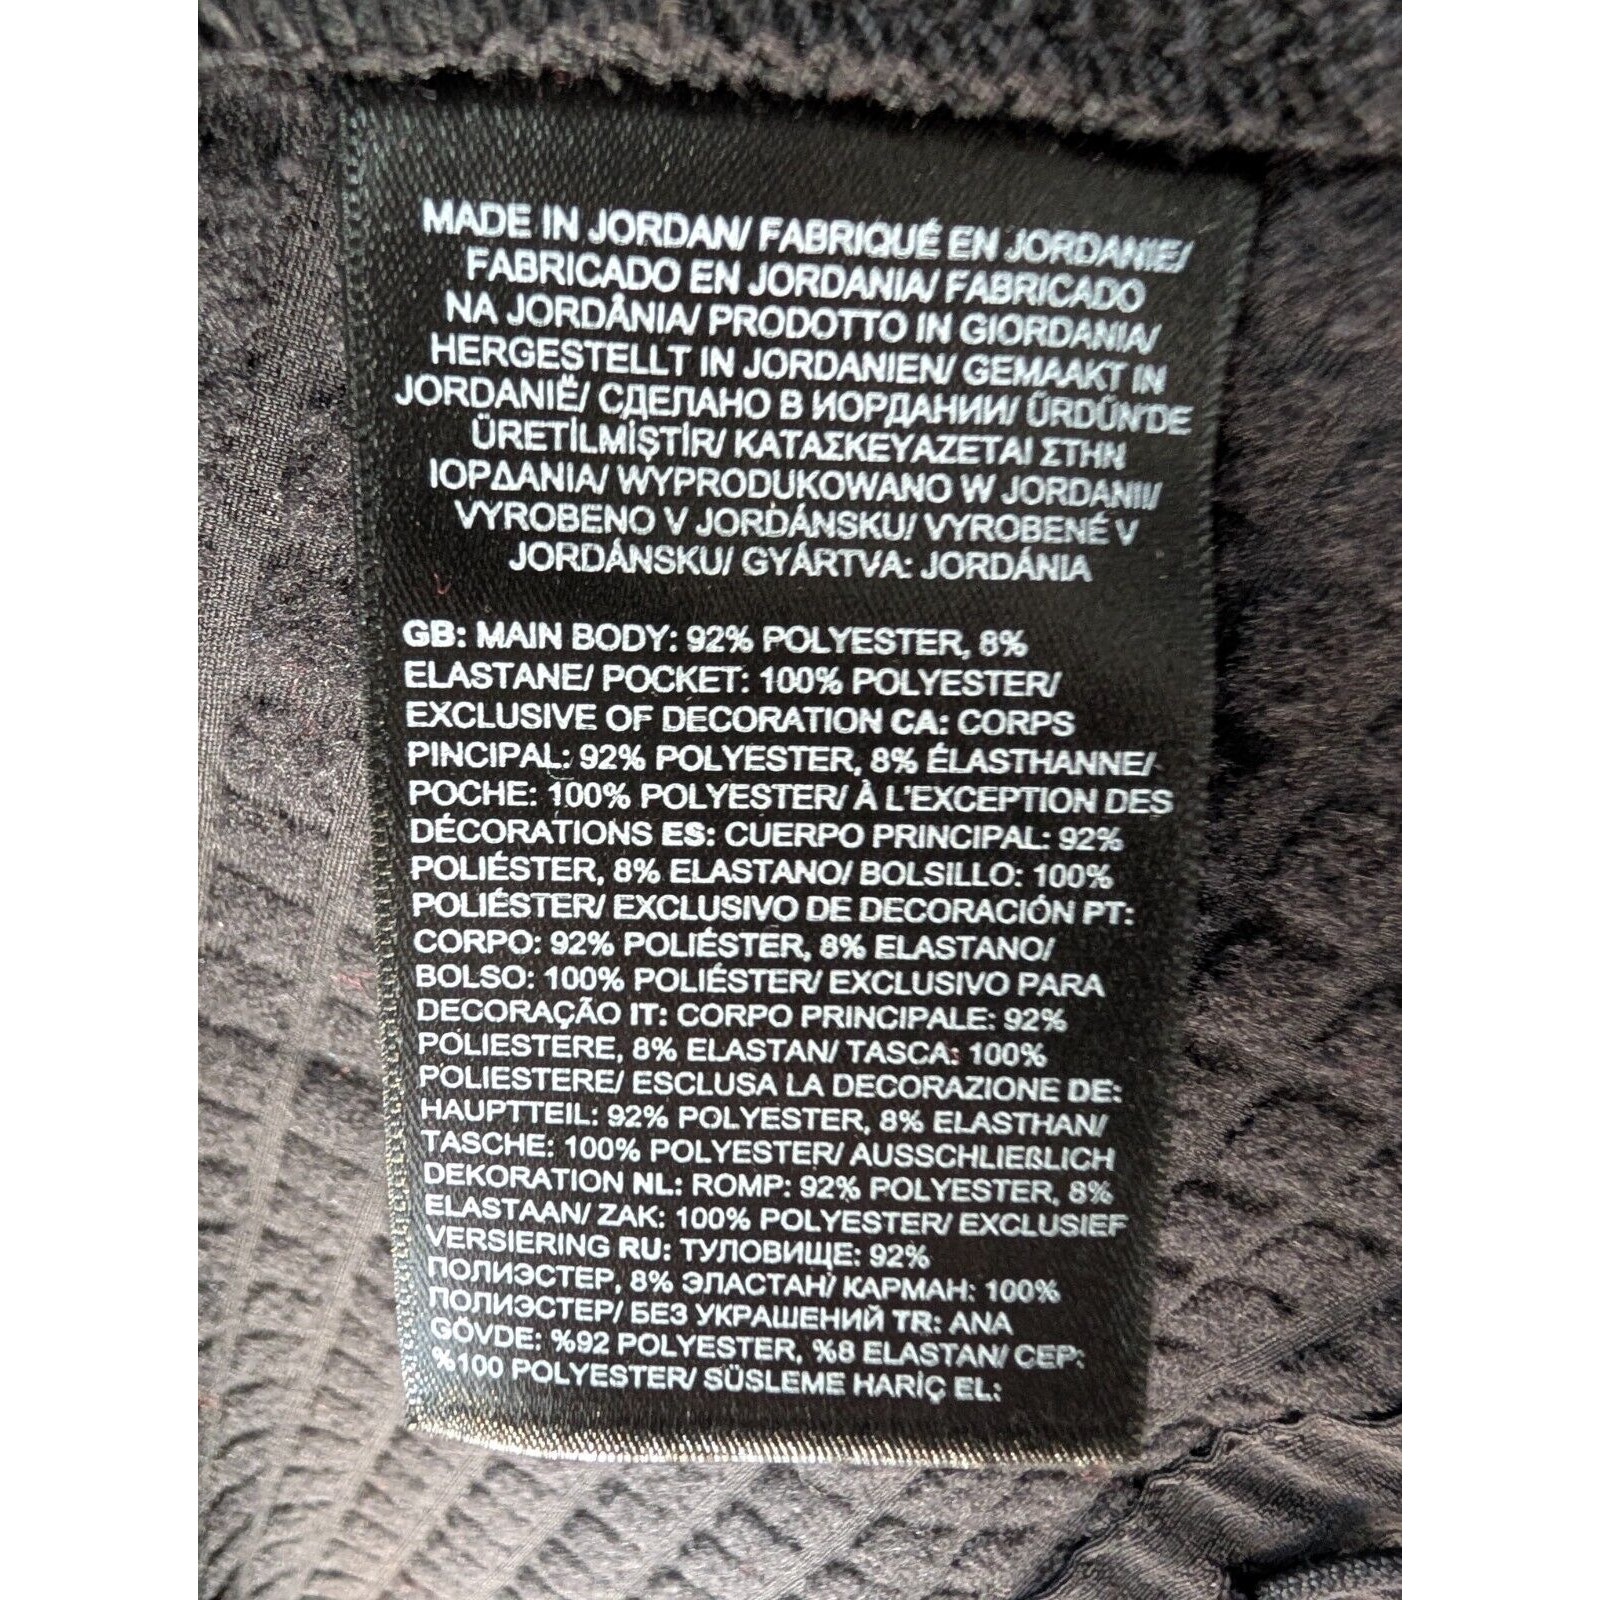 MADE IN JORDAN/ FABRIQUÉ EN JORDANIE/
FABRICADO EN JORDANIA/ FABRICADO
NA JORDÂNIA/ PRODOTTO IN GIORDANIA/
HERGESTELLT IN JORDANIEN/ GEMAAKT IN
JORDANIË/ СДЕЛАНО В ИОРДАНИИ/ ÜRDÜN'DE
ÜRETİLMİŞTİR/ ΚΑΤΑΣΚΕΥΑΖΕΤΑΙ ΣΤΗΝ
ΙΟΡΔΑΝΙΑ/ WYPRODUKOWANO W JORDANII/
VYROBENO V JORDÁNSKU/ VYROBENÉ V
JORDÁNSKU/ GYÁRTVA: JORDÁNIA
GB: MAIN BODY: 92% POLYESTER, 8%
ELASTANE/ POCKET: 100% POLYESTER/
EXCLUSIVE OF DECORATION CA: CORPS
PINCIPAL: 92% POLYESTER, 8% ÉLASTHANNE/
POCHE: 100% POLYESTER/ À L'EXCEPTION DES
DÉCORATIONS ES: CUERPO PRINCIPAL: 92%
POLIÉSTER, 8% ELASTANO/ BOLSILLO: 100%
POLIÉSTER/ EXCLUSIVO DE DECORACIÓN PT:
CORPO: 92% POLIÉSTER, 8% ELASTANO/
BOLSO: 100% POLIÉSTER/ EXCLUSIVO PARA
DECORAÇÃO IT: CORPO PRINCIPALE: 92%
POLIESTERE, 8% ELASTAN/ TASCA: 100%
POLIESTERE/ ESCLUSA LA DECORAZIONE DE:
HAUPTTEIL: 92% POLYESTER, 8% ELASTHAN/
TASCHE: 100% POLYESTER/ AUSSCHLIEßLICH
DEKORATION NL: ROMP: 92% POLYESTER, 8%
ELASTAAN/ ZAK: 100% POLYESTER/ EXCLUSIEF
VERSIERING RU: ТУЛОВИЩЕ: 92%
ПОЛИЭСТЕР, 8% ЭЛАСТАН/ КАРМАН: 100%
ПОЛИЭСТЕР/ БЕЗ УКРАШЕНИЙ TR: ANA
GÖVDE: %92 POLYESTER, %8 ELASTAN/ CEP:
%100 POLYESTER/ SÜSLEME HARİÇ EL: